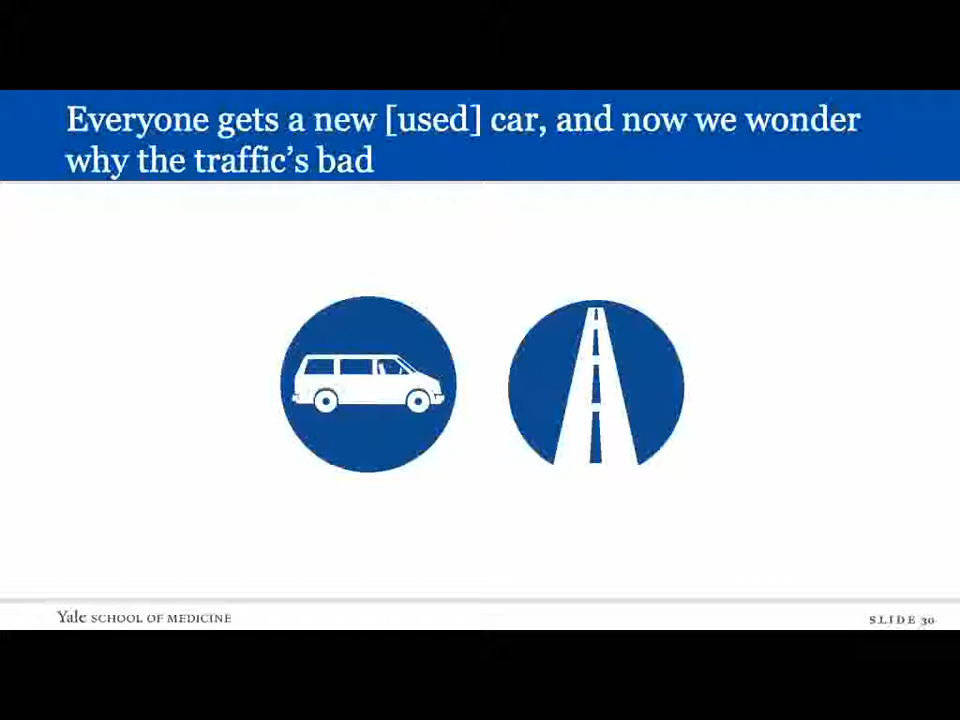 Everyone gets a new [used] car, and now we wonder
why the traffic's bad
Yale SCHOOL OF MEDICINE
SLIDE 30